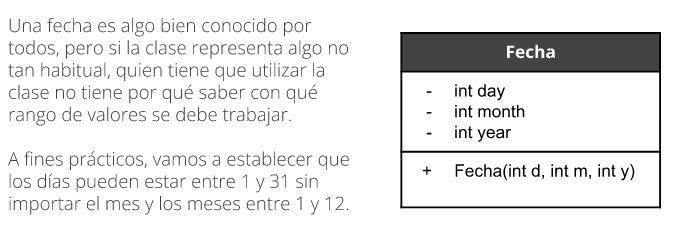 Una fecha es algo bien conocido por
todos, pero si la clase representa algo no
tan habitual, quien tiene que utilizar la
clase no tiene por qué saber con qué
rango de valores se debe trabajar.
A fines prácticos, vamos a establecer que
los días pueden estar entre 1 y 31 sin
importar el mes y los meses entre 1 y 12.
Fecha
- int day
- int month
- int year
+ Fecha(int d, int m, int y)